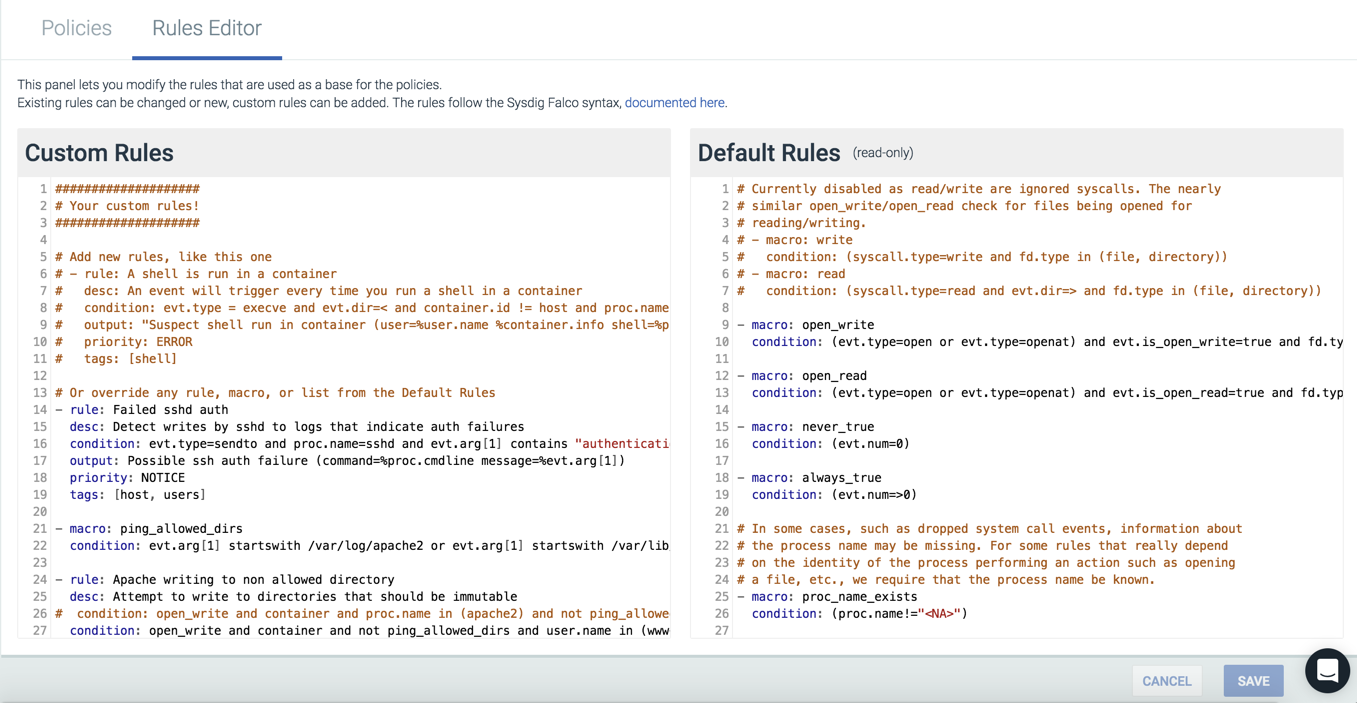 Policies
Rules Editor
This panel lets you modify the rules that are used as a base for the policies.
Existing rules can be changed or new, custom rules can be added. The rules follow the Sysdig Falco syntax, documented here.
Custom Rules
1 ####################
2 # Your custom rules!
3 ####################
4
5 # Add new rules, like this one
6 # - rule: A shell is run in a container
7 #   desc: An event will trigger every time you run a shell in a container
8 #   condition: evt.type = execve and evt.dir=< and container.id != host and proc.name
9 #   output: "Suspect shell run in container (user=%user.name %container.info shell=%p
10 #   priority: ERROR
11 #   tags: [shell]
12
13 # Or override any rule, macro, or list from the Default Rules
14 - rule: Failed sshd auth
15   desc: Detect writes by sshd to logs that indicate auth failures
16   condition: evt.type=sendto and proc.name=sshd and evt.arg[1] contains "authenticati
17   output: Possible ssh auth failure (command=%proc.cmdline message=%evt.arg[1])
18   priority: NOTICE
19   tags: [host, users]
20
21 - macro: ping_allowed_dirs
22   condition: evt.arg[1] startswith /var/log/apache2 or evt.arg[1] startswith /var/lib
23
24 - rule: Apache writing to non allowed directory
25   desc: Attempt to write to directories that should be immutable
26 #  condition: open_write and container and proc.name in (apache2) and not ping_allowe
27   condition: open_write and container and not ping_allowed_dirs and user.name in (www
Default Rules (read-only)
1 # Currently disabled as read/write are ignored syscalls. The nearly
2 # similar open_write/open_read check for files being opened for
3 # reading/writing.
4 # - macro: write
5 #   condition: (syscall.type=write and fd.type in (file, directory))
6 # - macro: read
7 #   condition: (syscall.type=read and evt.dir=> and fd.type in (file, directory))
8
9 - macro: open_write
10   condition: (evt.type=open or evt.type=openat) and evt.is_open_write=true and fd.ty
11
12 - macro: open_read
13   condition: (evt.type=open or evt.type=openat) and evt.is_open_read=true and fd.typ
14
15 - macro: never_true
16   condition: (evt.num=0)
17
18 - macro: always_true
19   condition: (evt.num=>0)
20
21 # In some cases, such as dropped system call events, information about
22 # the process name may be missing. For some rules that really depend
23 # on the identity of the process performing an action such as opening
24 # a file, etc., we require that the process name be known.
25 - macro: proc_name_exists
26   condition: (proc.name!="<NA>")
27
CANCEL
SAVE